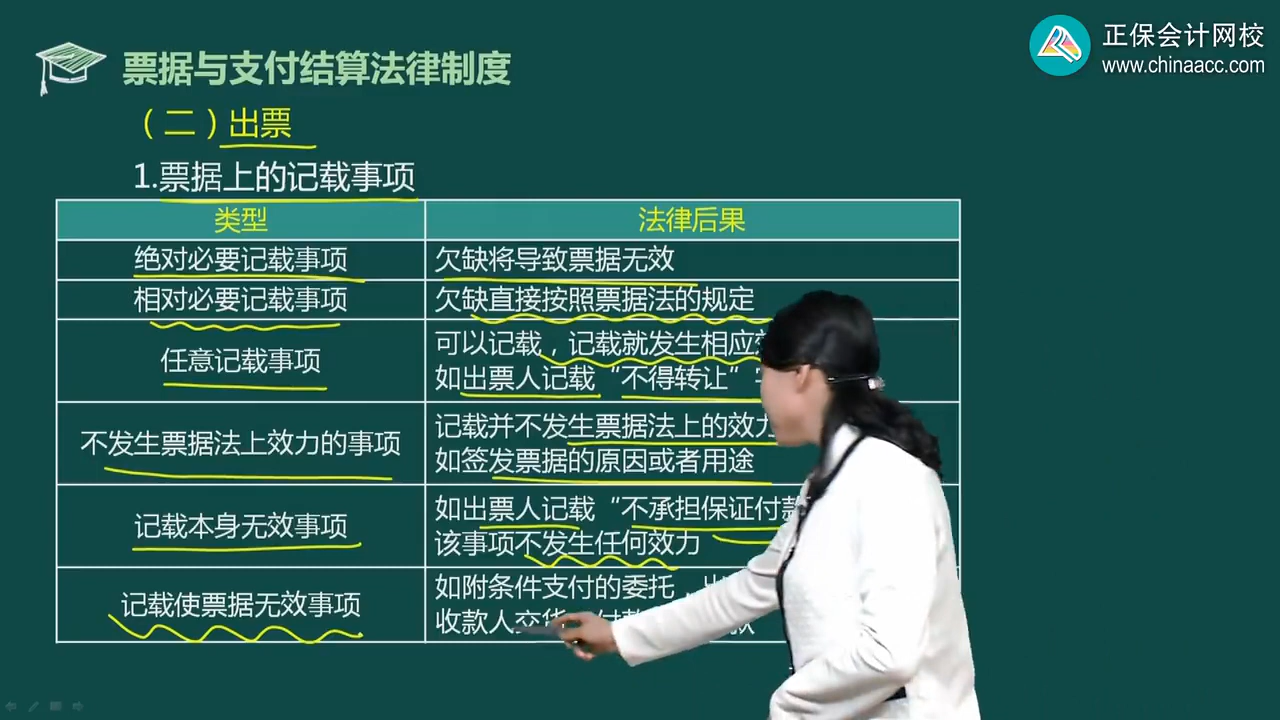 正保会计网校
www.chinaacc.com
票据与支付结算法律制度
（二）出票
1.票据上的记载事项
类型
法律后果
绝对必要记载事项
欠缺将导致票据无效
相对必要记载事项
欠缺直接按照票据法的规定
任意记载事项
可以记载，记载就发生相应
如出票人记载“不得转让”
不发生票据法上效力的事项
记载并不发生票据法上的效力
如签发票据的原因或者用途
记载本身无效事项
如出票人记载“不承担保证付款
该事项不发生任何效力
记载使票据无效事项
如附条件支付的委托，出
收款人交货 付款 款